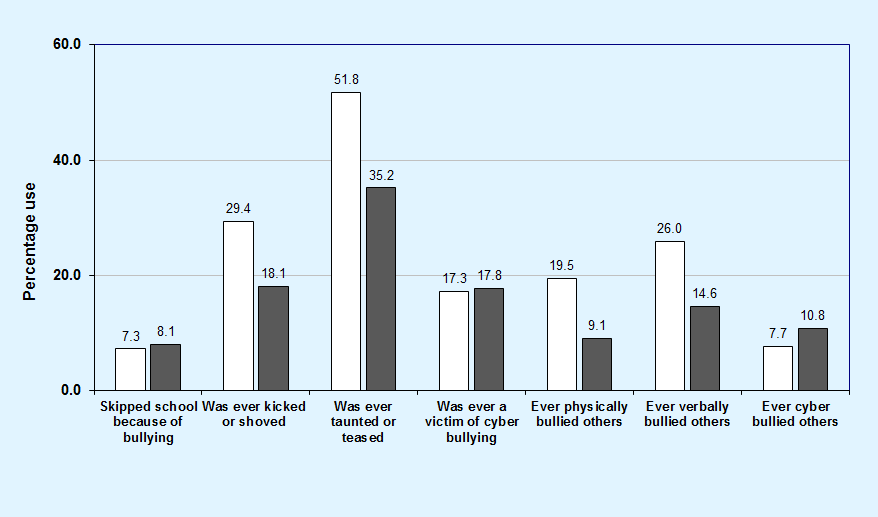 60.0
40.0
20.0
0.0
Percentage use
7.3
8.1
29.4
18.1
51.8
35.2
17.3
17.8
19.5
9.1
26.0
14.6
7.7
10.8
Skipped school
because of
bullying
Was ever kicked
or shoved
Was ever
taunted or
teased
Was ever a
victim of cyber
bullying
Ever physically
bullied others
Ever verbally
bullied others
Ever cyber
bullied others